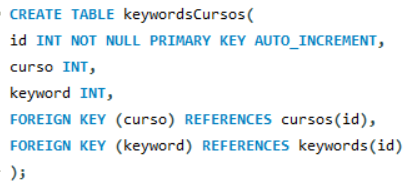 CREATE TABLE keywordsCursos(
id INT NOT NULL PRIMARY KEY AUTO_INCREMENT,
curso INT,
keyword INT,
FOREIGN KEY (curso) REFERENCES cursos(id),
FOREIGN KEY (keyword) REFERENCES keywords(id)
);